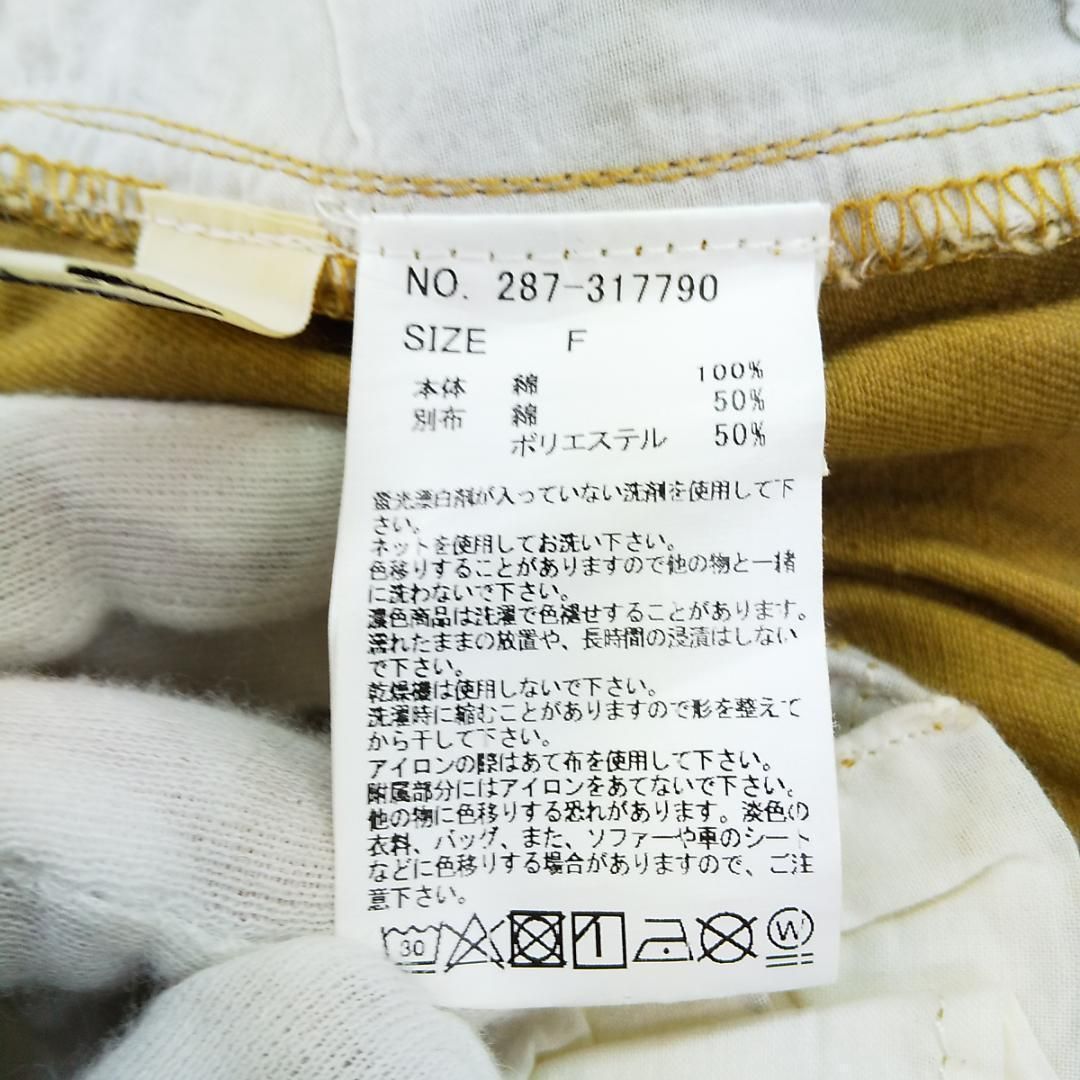 NO. 287-317790
SIZE F
本体 綿 100%
別布 綿 50%
ポリエステル 50%
蛍光漂白剤が入っていない洗剤を使用して下
さい。
ネットを使用してお洗い下さい。
色移りすることがありますので他の物と一緒
に洗わないで下さい。
濃色商品は洗濯で色褪せすることがあります。
濡れたままの放置や、長時間の浸漬はしない
で下さい。
乾燥機は使用しないで下さい。
洗濯時に縮むことがありますので形を整えて
から干して下さい。
アイロンの際はあて布を使用して下さい。
附属部分にはアイロンをあてないで下さい。
他の物に色移りする恐れがあります。淡色の
衣料、バッグ、また、ソファーや車のシート
などに色移りする場合がありますので、ご注
意下さい。
30 W